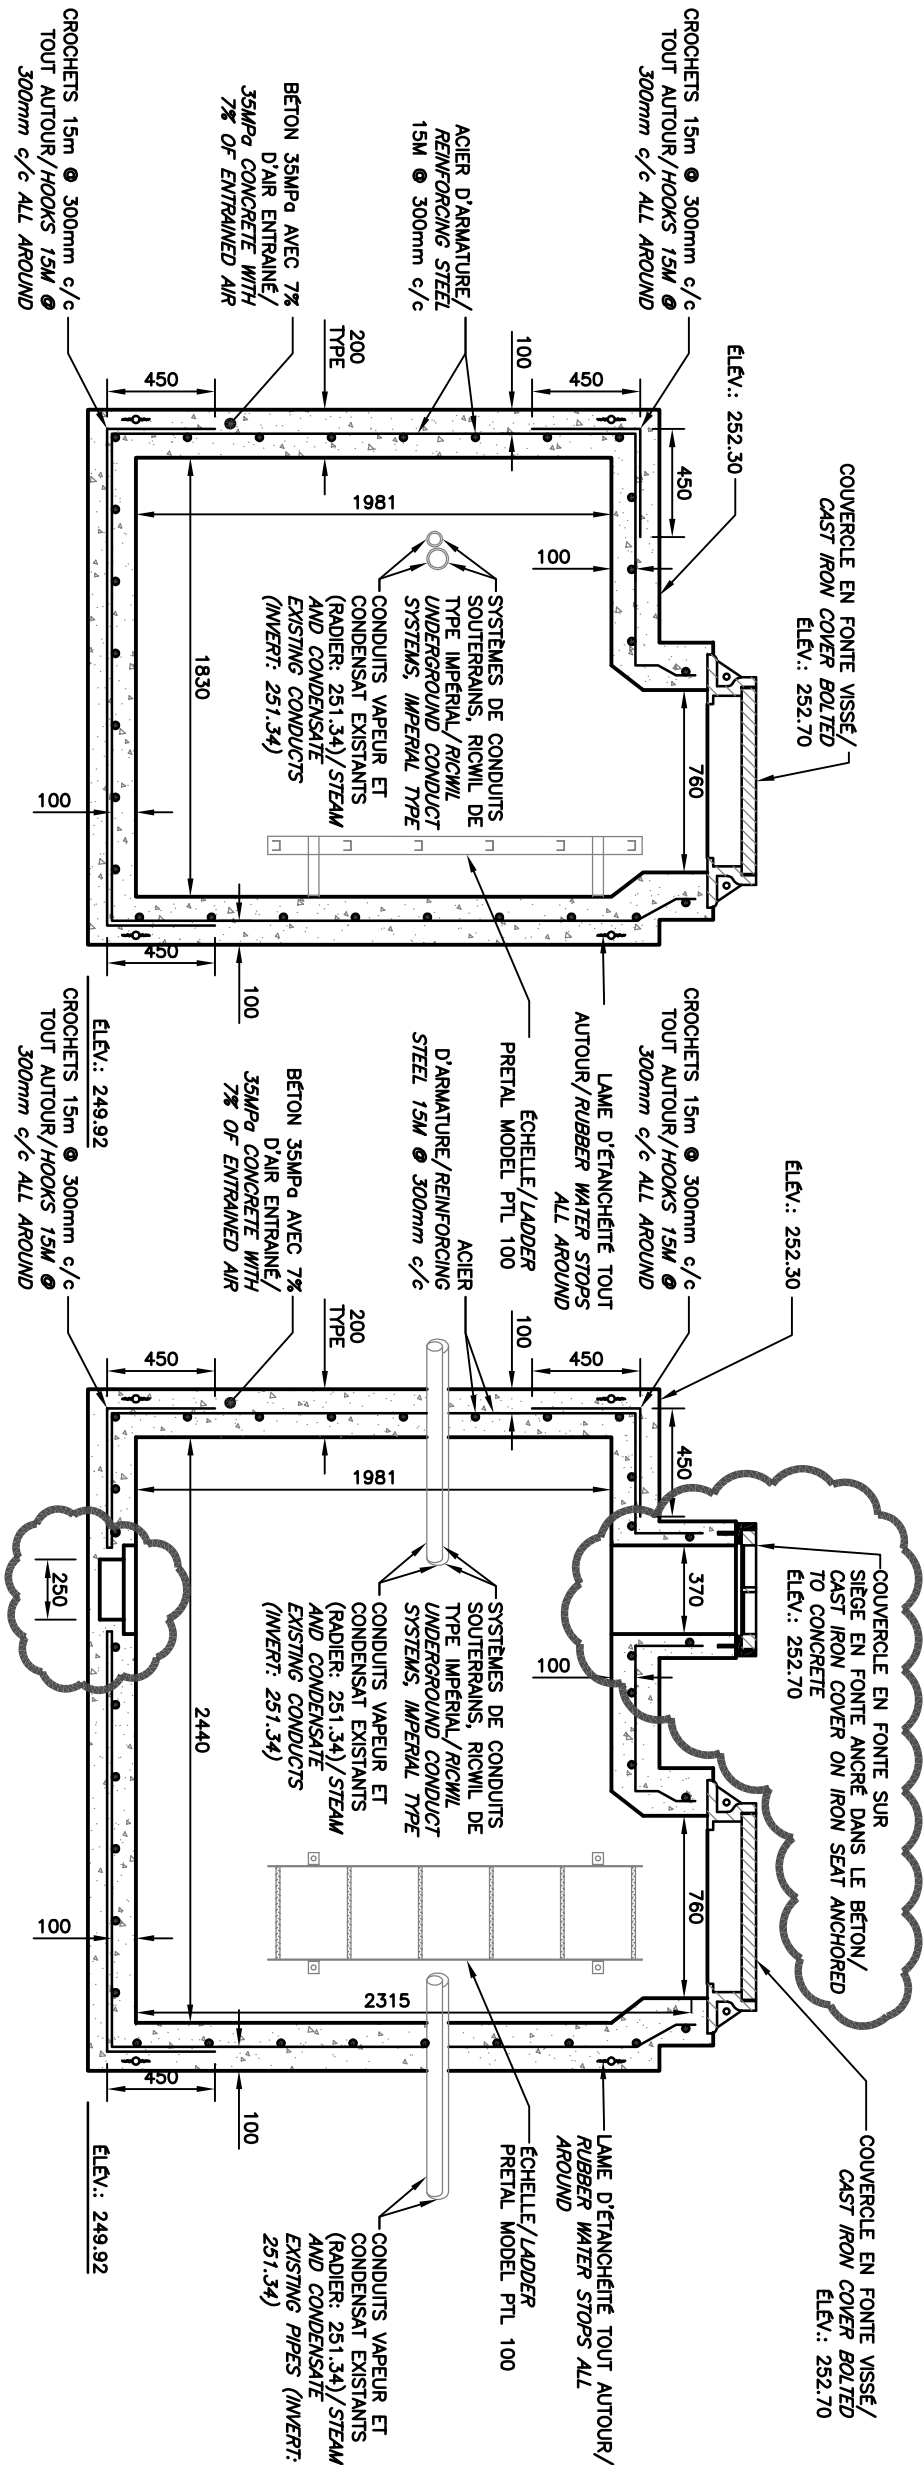 COUVERCLE EN FONTE VISSÉ/
CAST IRON COVER BOLTED
ÉLÉV.: 252.70
ÉLÉV.: 252.30
CROCHETS 15m @ 300mm c/c
TOUT AUTOUR/HOOKS 15M @
300mm c/c ALL AROUND
ACIER D'ARMATURE/
REINFORCING STEEL
15M @ 300mm c/c
BÉTON 35MPa AVEC 7%
D'AIR ENTRAINÉ/
35MPa CONCRETE WITH
7% OF ENTRAINED AIR
CROCHETS 15m @ 300mm c/c
TOUT AUTOUR/HOOKS 15M @
300mm c/c ALL AROUND
450
450
100
200
TYPE
450
760
100
1981
1830
100
450
100
SYSTÈMES DE CONDUITS
SOUTERRAINS, RICWIL DE
TYPE IMPÉRIAL/RICWIL
UNDERGROUND CONDUCT
SYSTEMS, IMPERIAL TYPE
CONDUITS VAPEUR ET
CONDENSAT EXISTANTS
(RADIER: 251.34)/STEAM
AND CONDENSATE
EXISTING CONDUCTS
(INVERT: 251.34)
LAME D'ÉTANCHÉITÉ TOUT
AUTOUR/RUBBER WATER STOPS
ALL AROUND
ÉCHELLE/LADDER
PRETAL MODEL PTL 100
ÉLÉV.: 249.92
COUVERCLE EN FONTE SUR
SIÈGE EN FONTE ANCRÉ DANS LE BÉTON/
CAST IRON COVER ON IRON SEAT ANCHORED
TO CONCRETE
ÉLÉV.: 252.70
COUVERCLE EN FONTE VISSÉ/
CAST IRON COVER BOLTED
ÉLÉV.: 252.70
ÉLÉV.: 252.30
CROCHETS 15m @ 300mm c/c
TOUT AUTOUR/HOOKS 15M @
300mm c/c ALL AROUND
ACIER
D'ARMATURE/REINFORCING
STEEL 15M @ 300mm c/c
BÉTON 35MPa AVEC 7%
D'AIR ENTRAINÉ/
35MPa CONCRETE WITH
7% OF ENTRAINED AIR
CROCHETS 15m @ 300mm c/c
TOUT AUTOUR/HOOKS 15M @
300mm c/c ALL AROUND
450
450
100
200
TYPE
450
370
760
100
1981
2315
2440
250
100
450
100
SYSTÈMES DE CONDUITS
SOUTERRAINS, RICWIL DE
TYPE IMPÉRIAL/RICWIL
UNDERGROUND CONDUCT
SYSTEMS, IMPERIAL TYPE
CONDUITS VAPEUR ET
CONDENSAT EXISTANTS
(RADIER: 251.34)/STEAM
AND CONDENSATE
EXISTING CONDUCTS
(INVERT: 251.34)
LAME D'ÉTANCHÉITÉ TOUT AUTOUR/
RUBBER WATER STOPS ALL
AROUND
ÉCHELLE/LADDER
PRETAL MODEL PTL 100
CONDUITS VAPEUR ET
CONDENSAT EXISTANTS
(RADIER: 251.34)/STEAM
AND CONDENSATE
EXISTING PIPES (INVERT:
251.34)
ÉLÉV.: 249.92